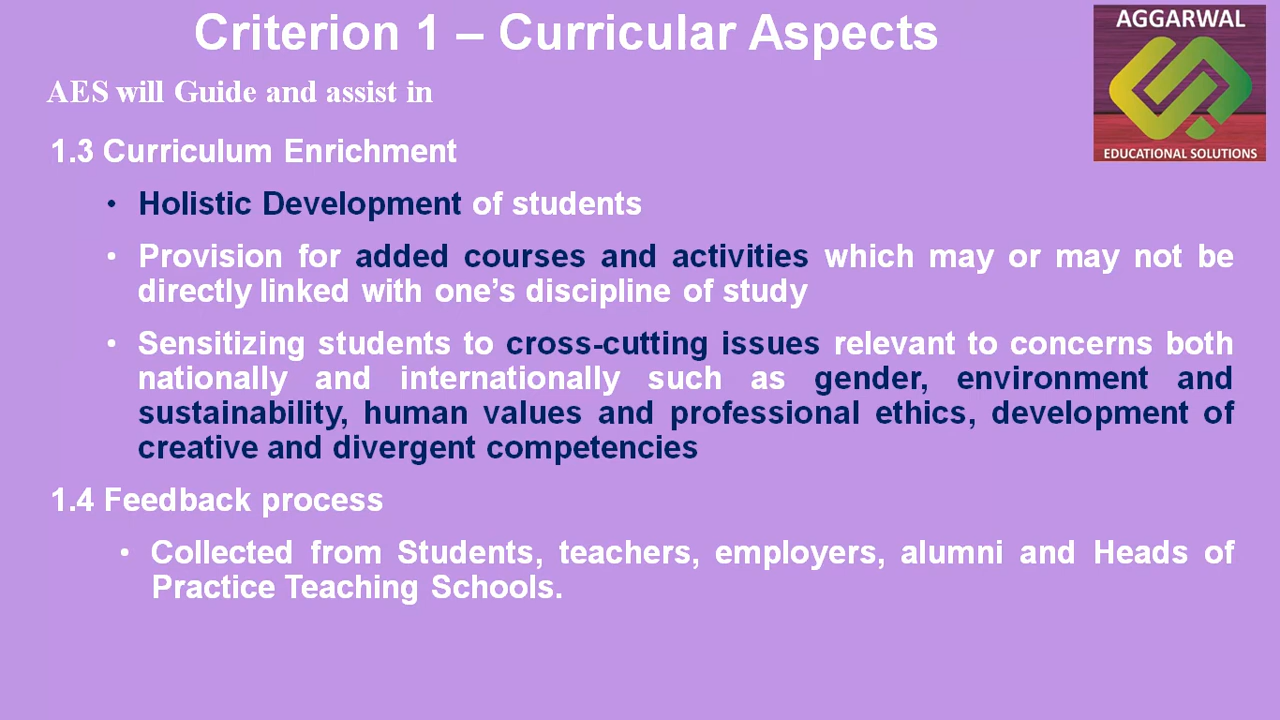 Criterion 1 – Curricular Aspects
AGGARWAL
EDUCATIONAL SOLUTIONS
AES will Guide and assist in
1.3 Curriculum Enrichment
• Holistic Development of students
• Provision for added courses and activities which may or may not be
directly linked with one’s discipline of study
• Sensitizing students to cross-cutting issues relevant to concerns both
nationally and internationally such as gender, environment and
sustainability, human values and professional ethics, development of
creative and divergent competencies
1.4 Feedback process
• Collected from Students, teachers, employers, alumni and Heads of
Practice Teaching Schools.